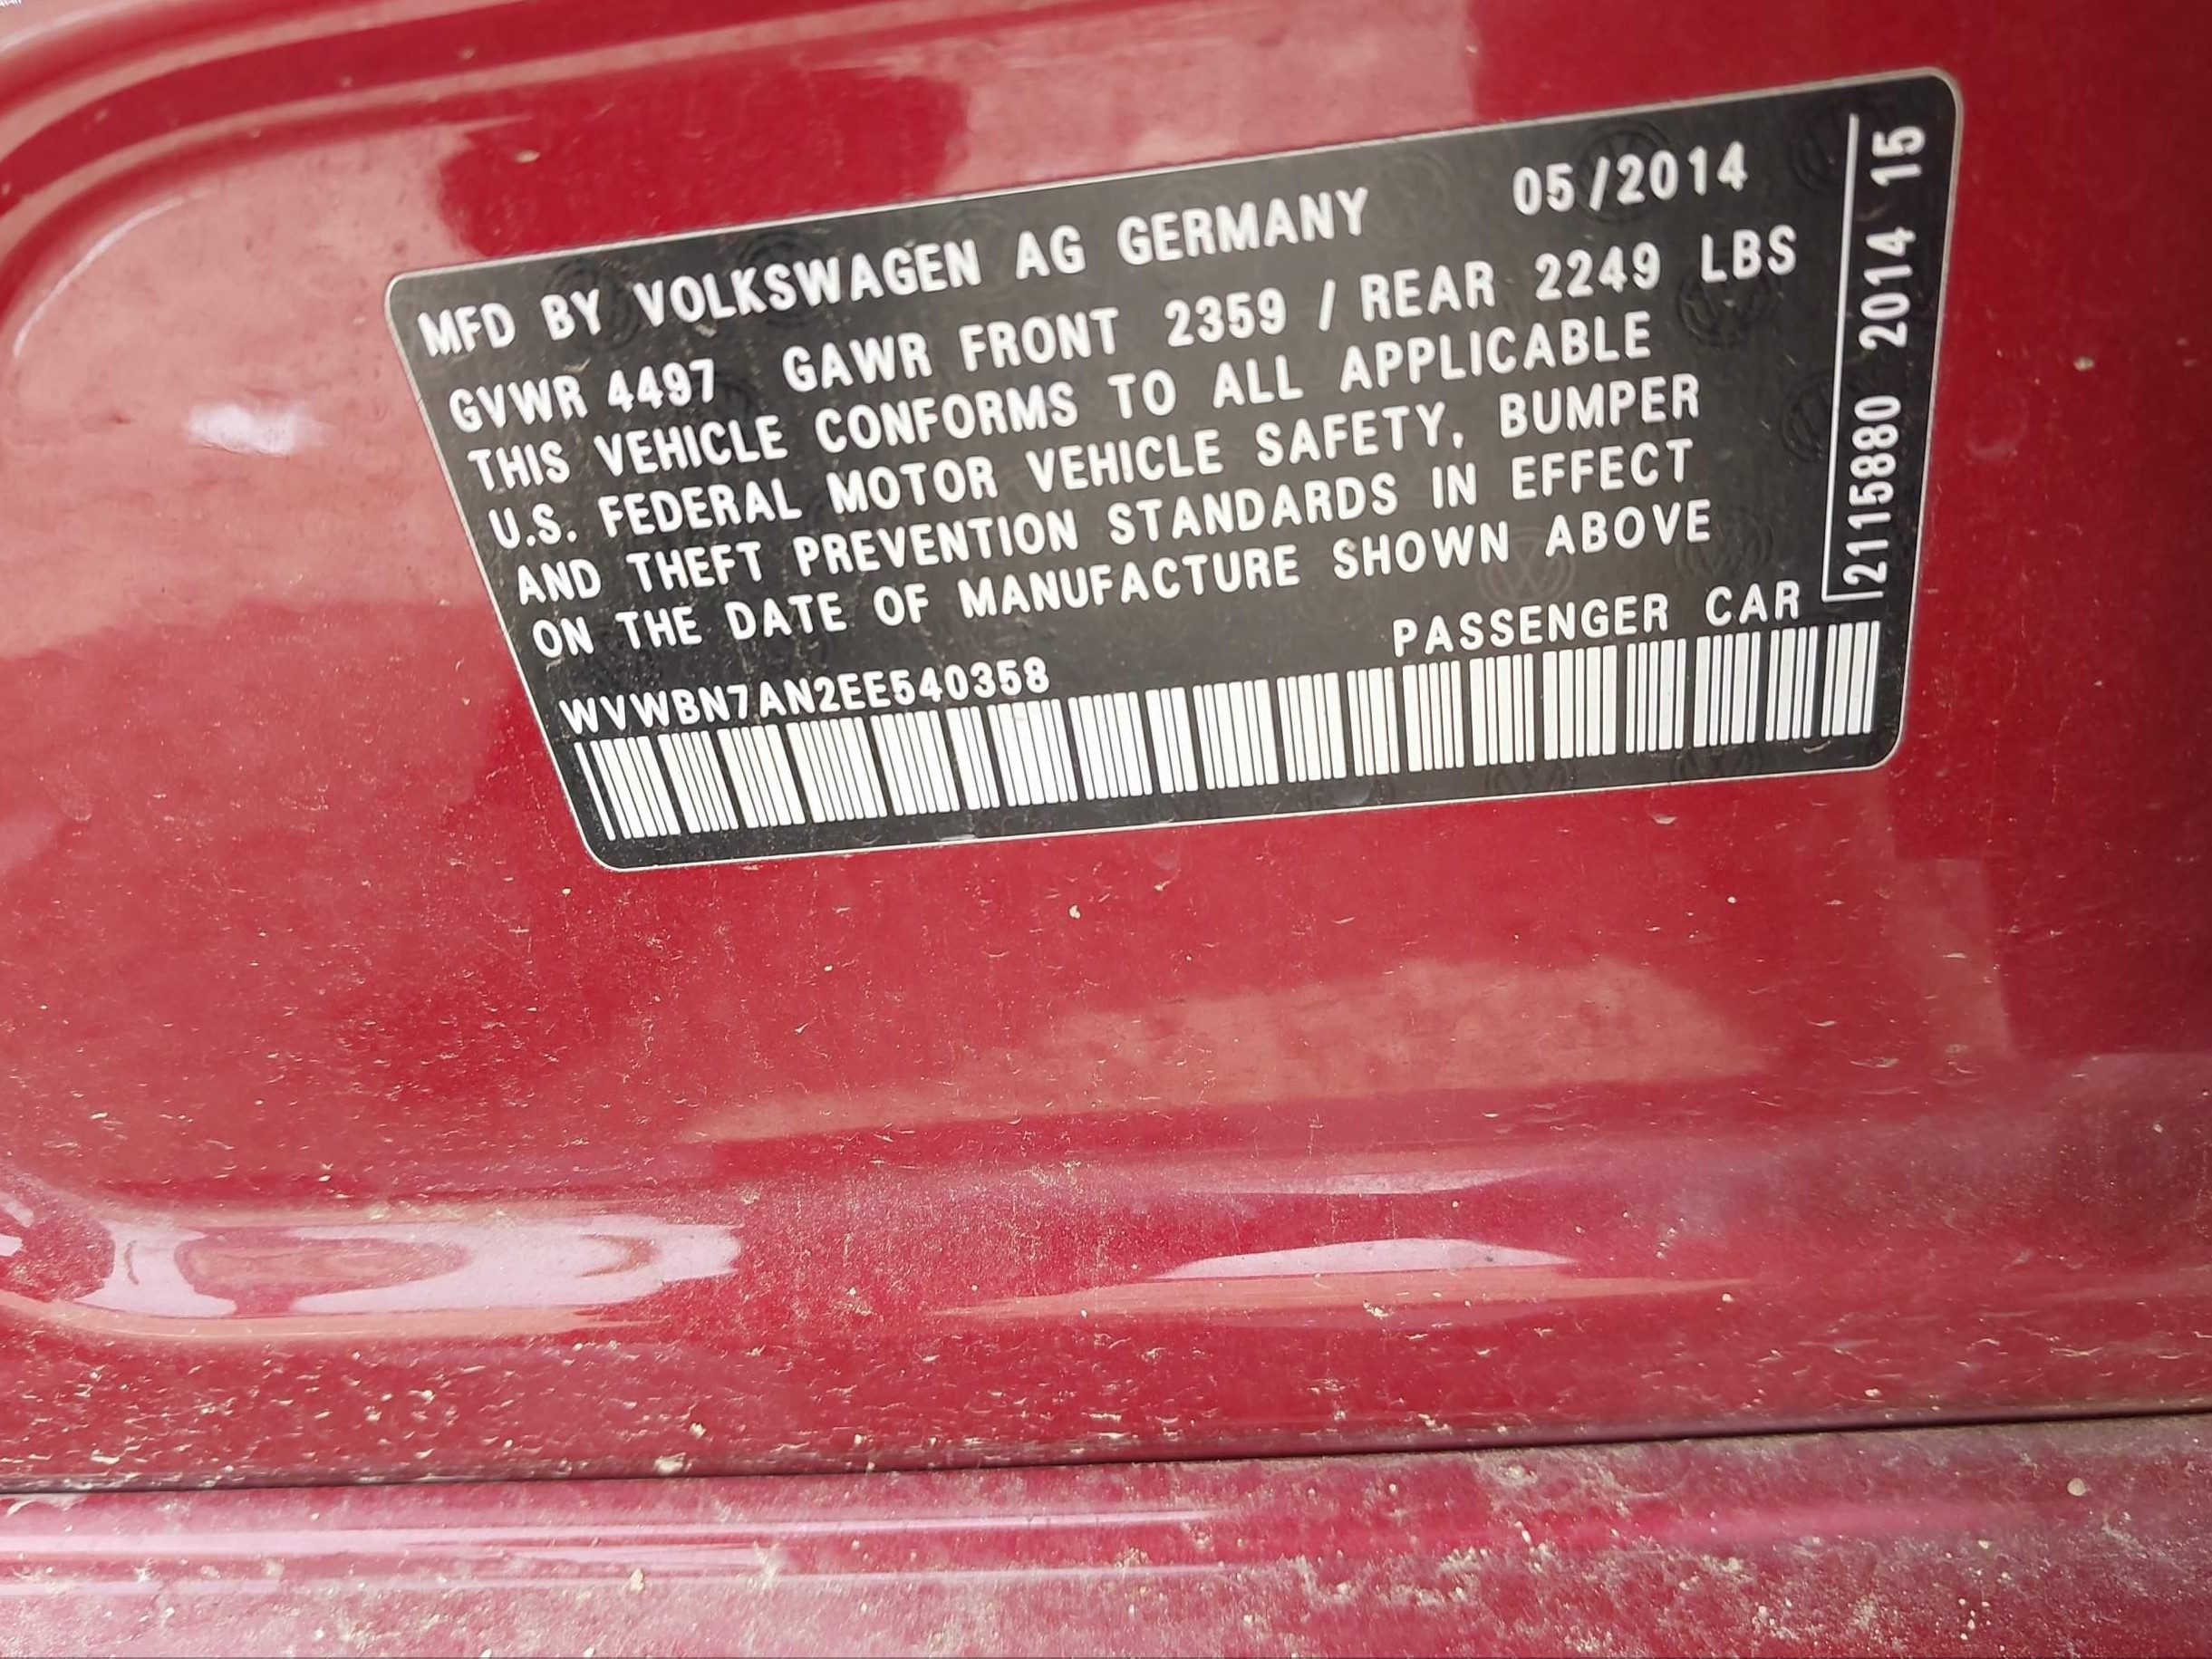 MFD BY VOLKSWAGEN AG GERMANY 05/2014
GVWR 4497 GAWR FRONT 2359 / REAR 2249 LBS
THIS VEHICLE CONFORMS TO ALL APPLICABLE
U.S. FEDERAL MOTOR VEHICLE SAFETY, BUMPER
AND THEFT PREVENTION STANDARDS IN EFFECT
ON THE DATE OF MANUFACTURE SHOWN ABOVE
WVWBN7AN2EE540358 PASSENGER CAR
2115880 2014 15